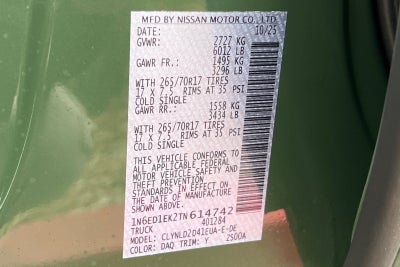 MFD BY NISSAN MOTOR CO., LTD.
DATE: 10/25
GVWR: 2727 KG
6012 LB
GAWR FR.: 1495 KG
3296 LB
WITH 265/70R17 TIRES
17 X 7.5 RIMS AT 35 PSI
COLD SINGLE
GAWR RR.: 1558 KG
3434 LB
WITH 265/70R17 TIRES
17 X 7.5 RIMS AT 35 PSI
COLD SINGLE
THIS VEHICLE CONFORMS TO
ALL APPLICABLE FEDERAL
MOTOR VEHICLE SAFETY AND
THEFT PREVENTION
STANDARDS IN EFFECT ON
THE DATE OF MANUFACTURE
SHOWN ABOVE.
1N6ED1EK2TN614742
TRUCK 401284
MODEL: CLYNLD2D41EUA-E-DE
COLOR: DAQ TRIM: Y 2500A